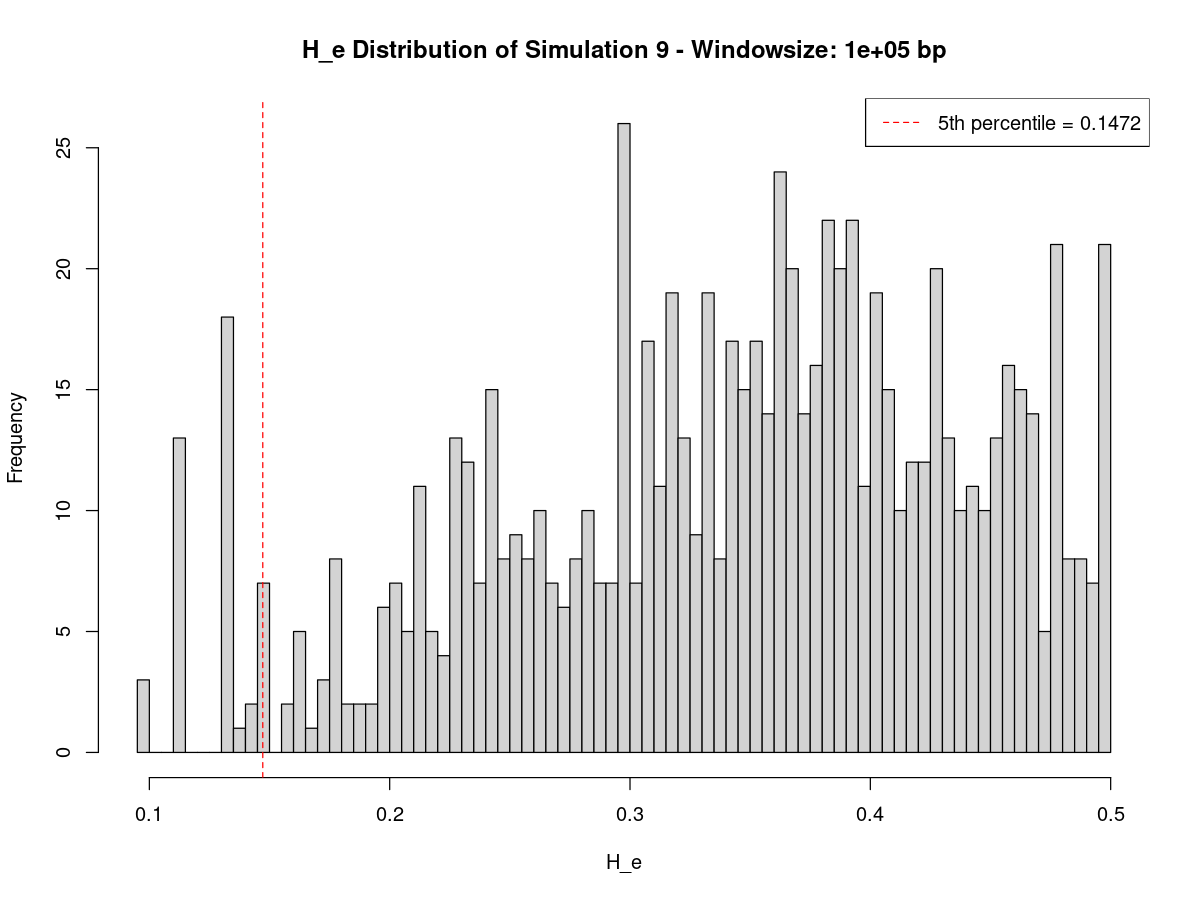 H_e Distribution of Simulation 9 - Windowsize: 1e+05 bp
5th percentile = 0.1472
Frequency
25
20
15
10
5
0
0.1 0.2 0.3 0.4 0.5
H_e